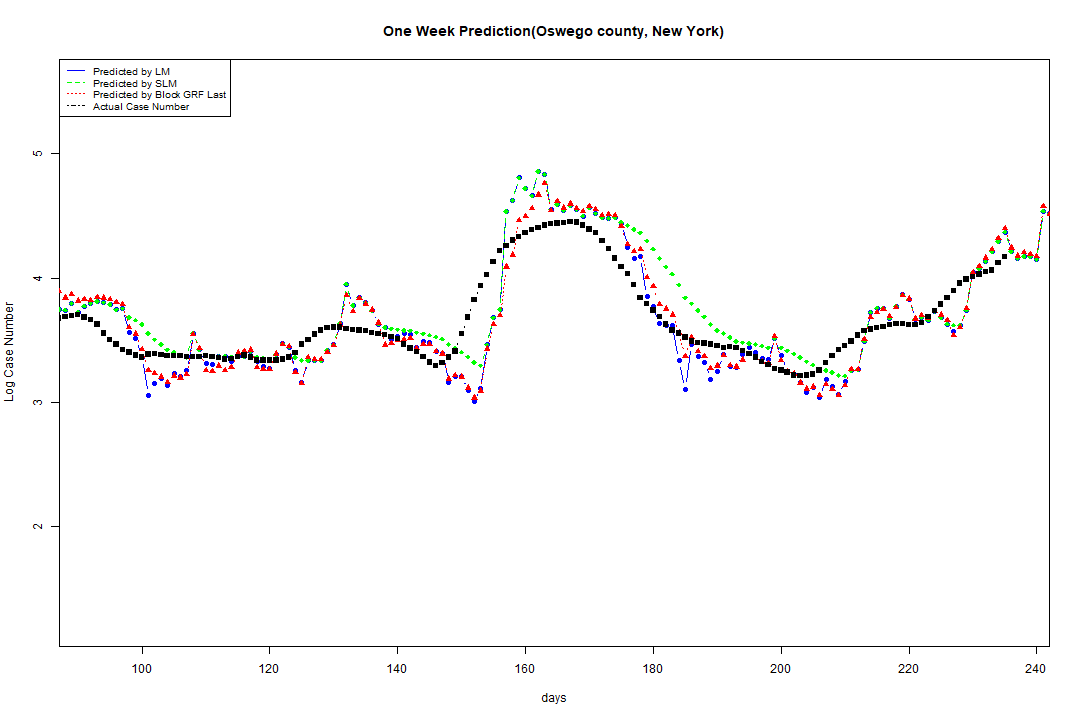 One Week Prediction(Oswego county, New York)
Predicted by LM
Predicted by SLM
Predicted by Block GRF Last
Actual Case Number
5
4
3
2
Log Case Number
100 120 140 160 180 200 220 240
days